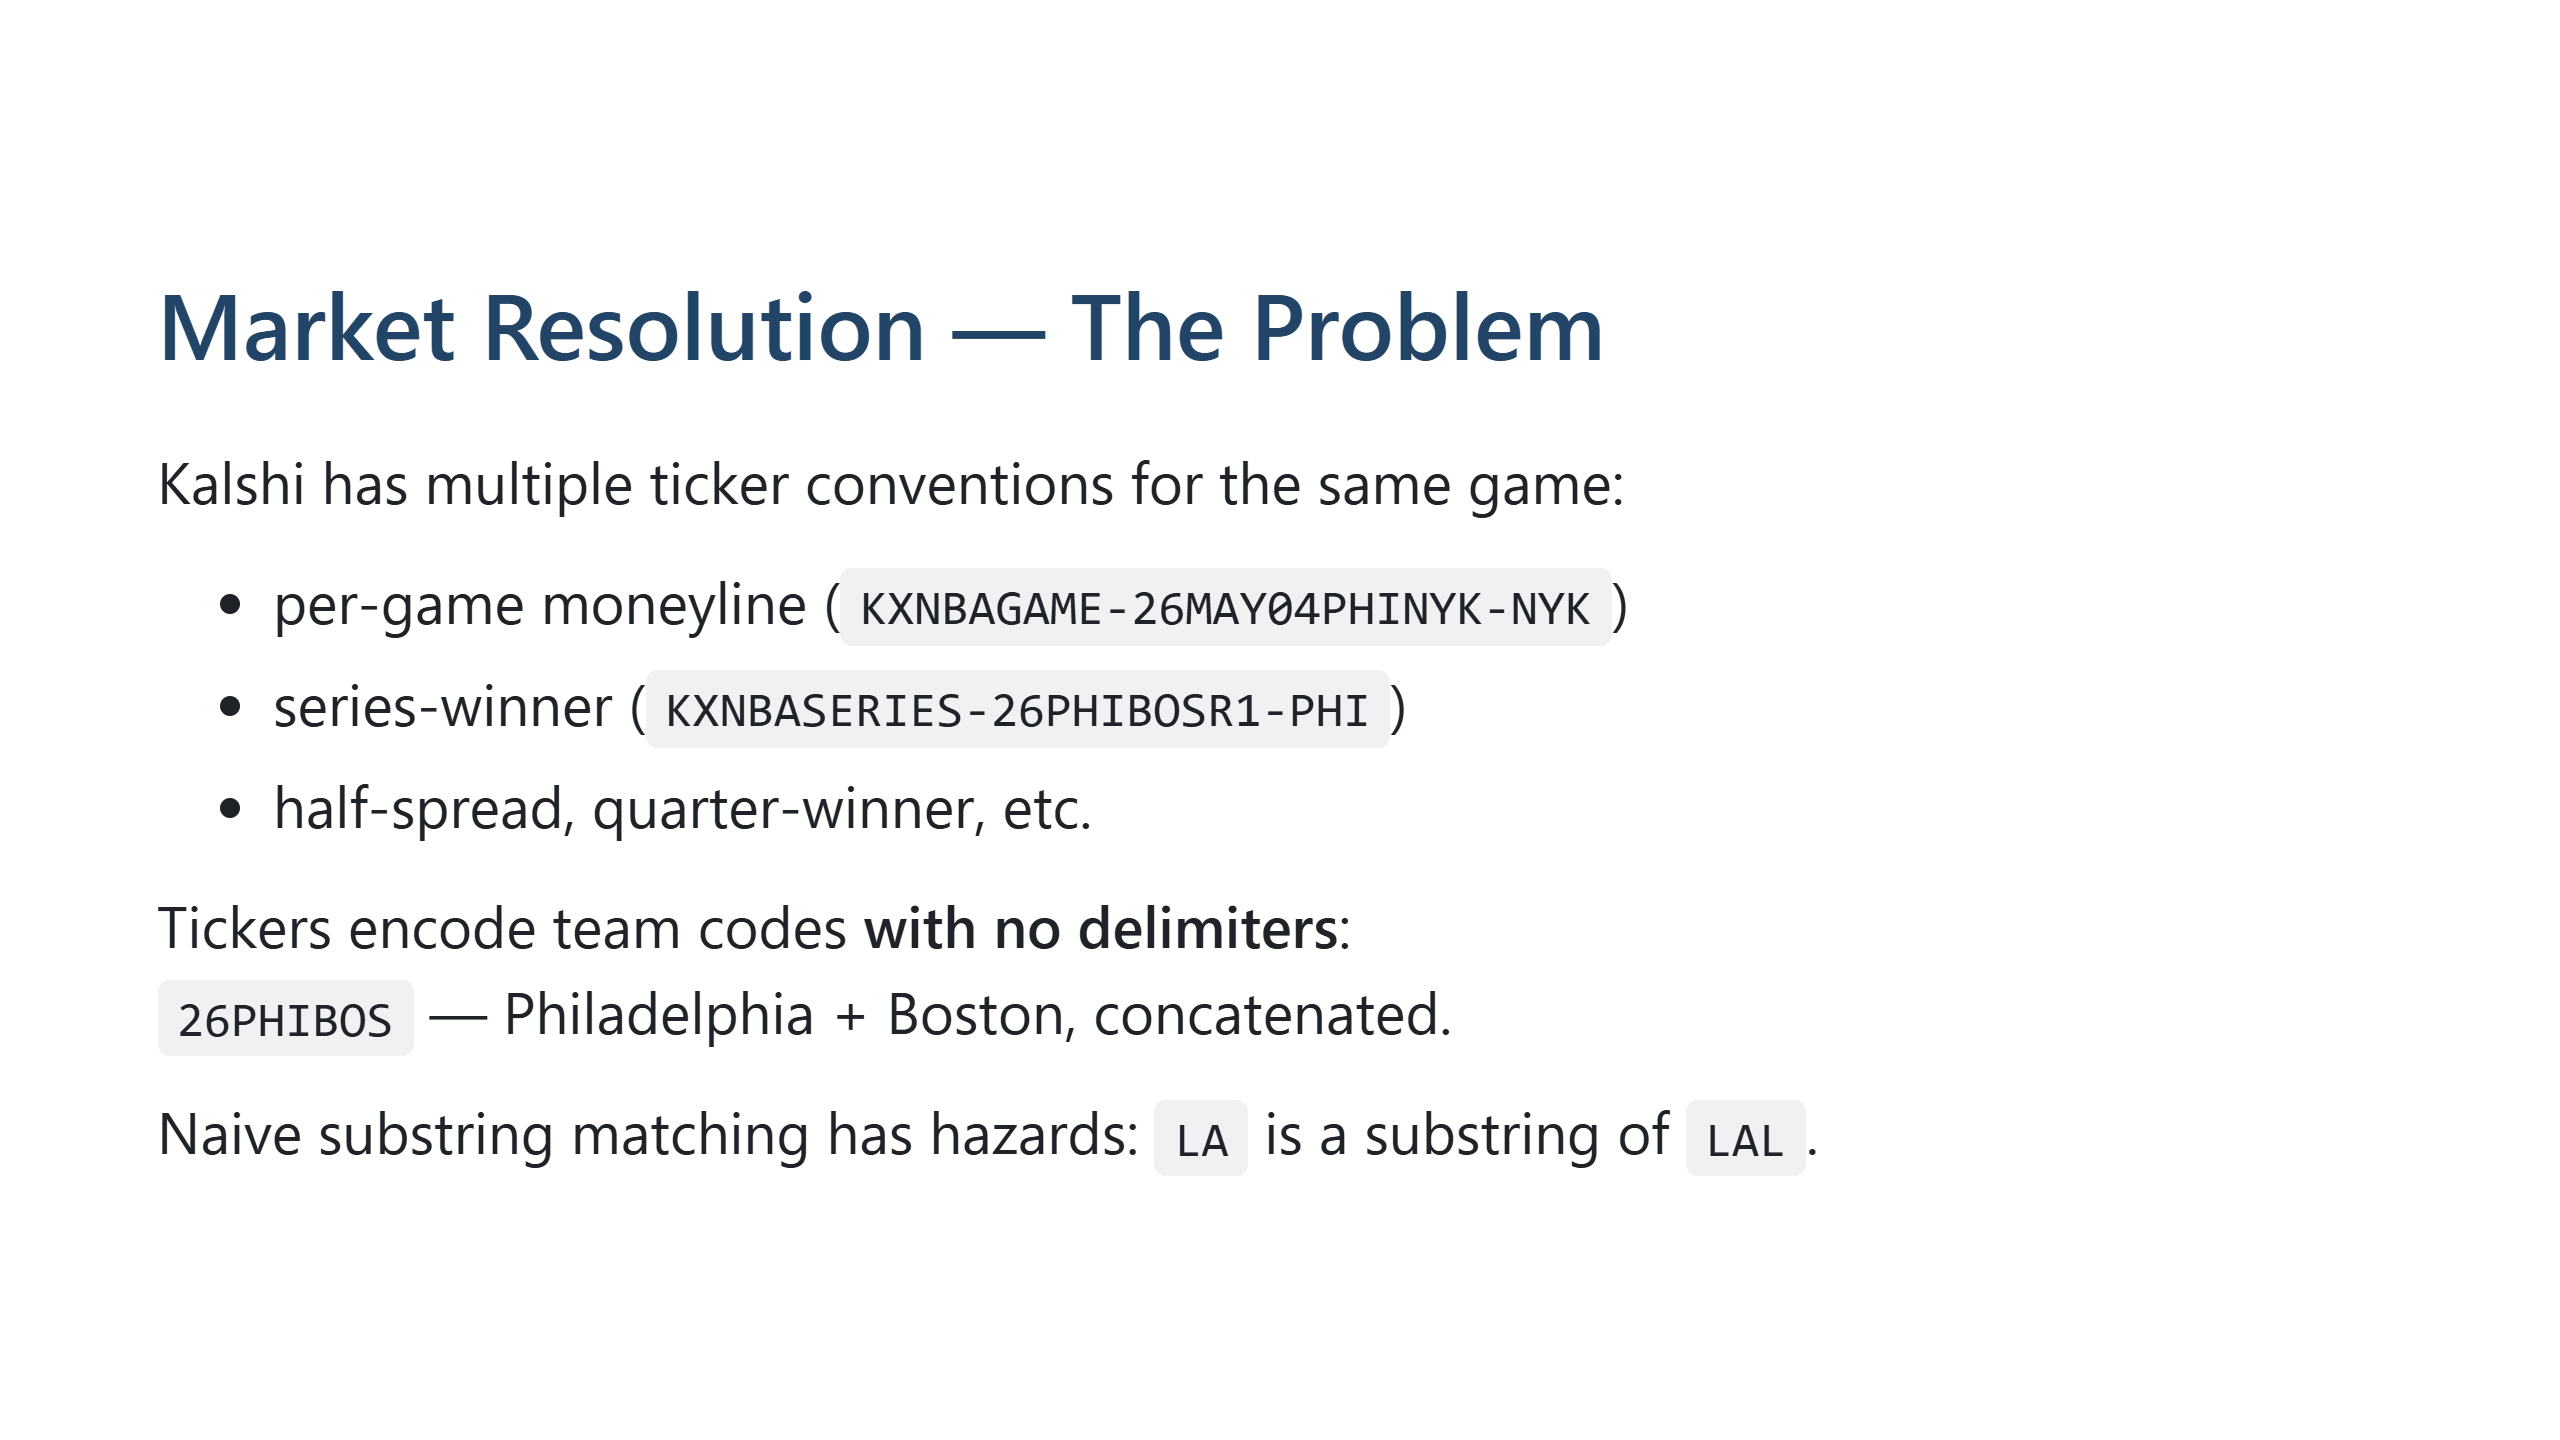 Market Resolution — The Problem
Kalshi has multiple ticker conventions for the same game:
• per-game moneyline (KXNBAGAME-26MAY04PHINYK-NYK)
• series-winner (KXNBASERIES-26PHIBOSR1-PHI)
• half-spread, quarter-winner, etc.
Tickers encode team codes with no delimiters:
26PHIBOS — Philadelphia + Boston, concatenated.
Naive substring matching has hazards: LA is a substring of LAL.